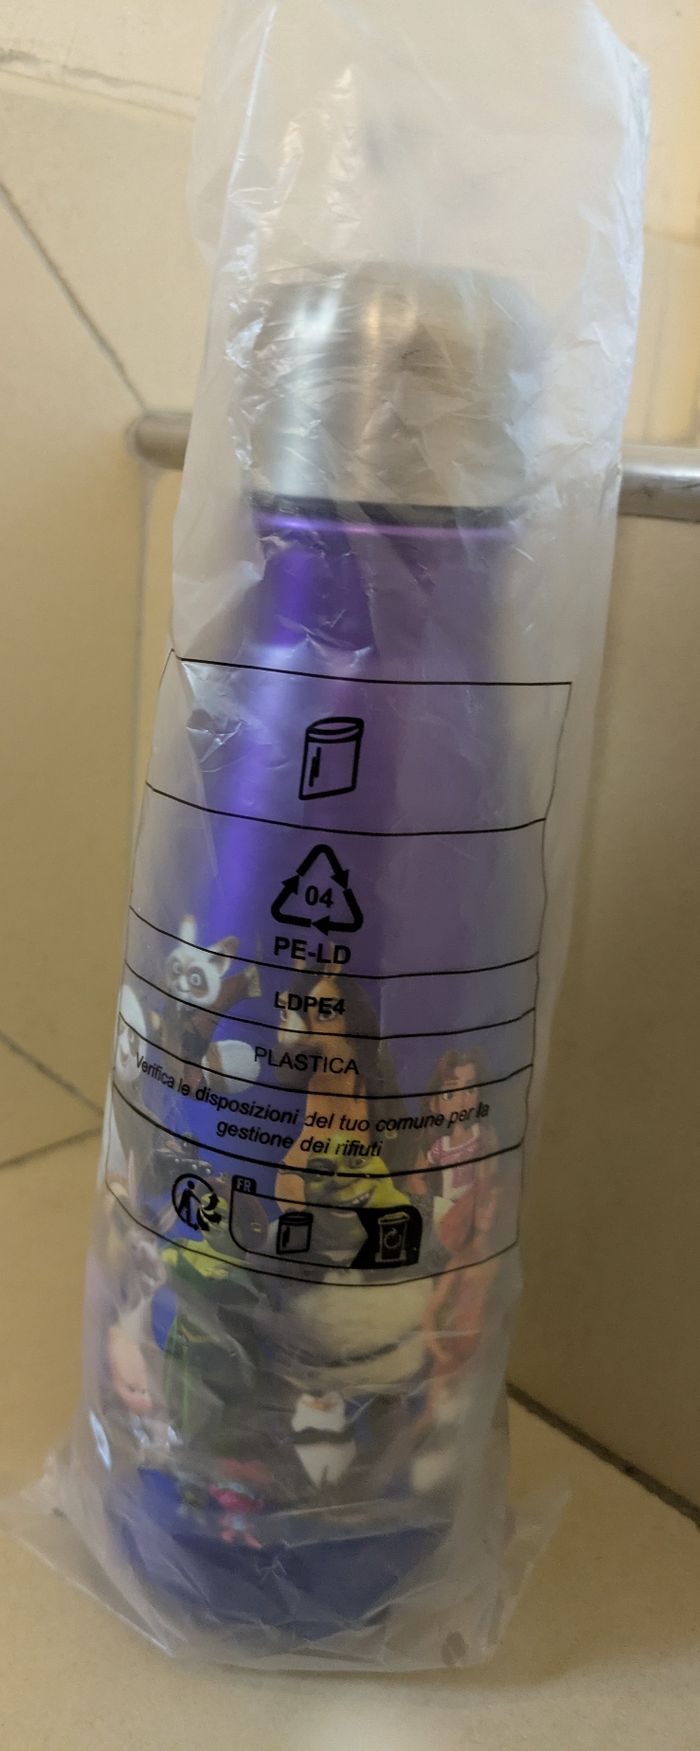 04
PE-LD
LDPE4
PLASTICA
Verifica le disposizioni del tuo comune per la
gestione dei rifiuti
FR